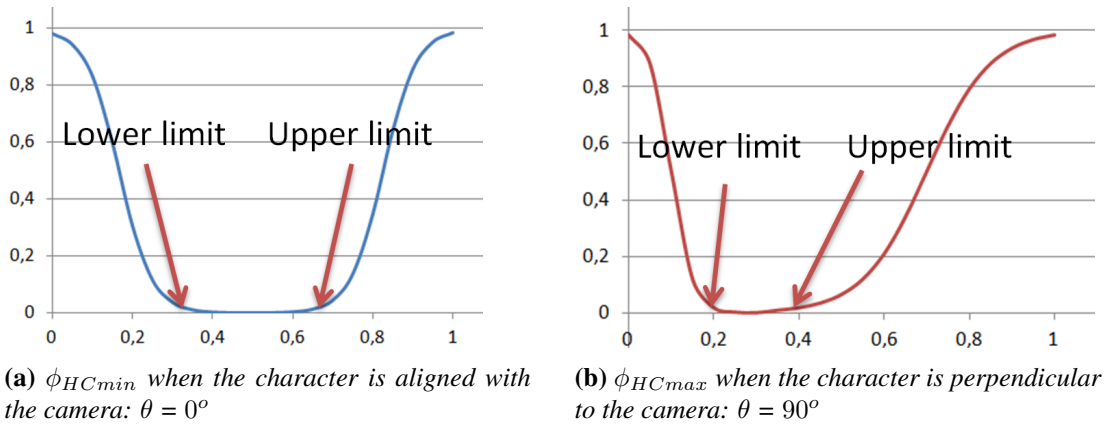 1
0,8
Lower limit Upper limit
0,6
0,4
0,2
0
0 0,2 0,4 0,6 0,8 1
(a) ϕHCmin when the character is aligned with
the camera: θ = 0o
1
0,8
Lower limit Upper limit
0,6
0,4
0,2
0
0 0,2 0,4 0,6 0,8 1
(b) ϕHCmax when the character is perpendicular
to the camera: θ = 90o